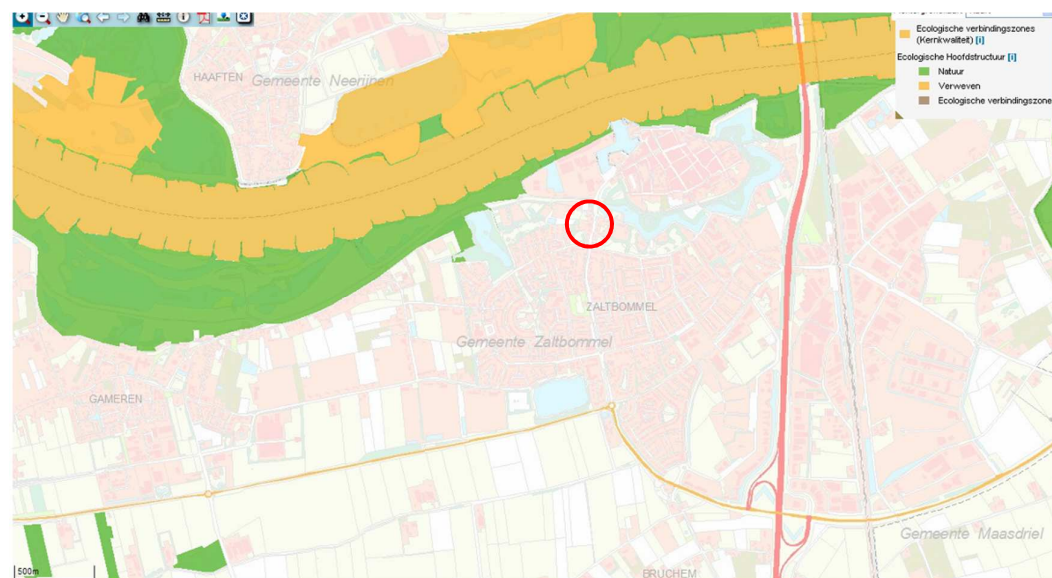 Ecologische verbindingszones
(Kernkwaliteit) [i]
Ecologische Hoofdstructuur [i]
Natuur
Verweven
Ecologische verbindingszone
HAAFTEN
Gemeente Neerijnen
ZALTBOMMEL
Gemeente Zaltbommel
GAMEREN
Gemeente Maasdriel
BRUCHEM
500m